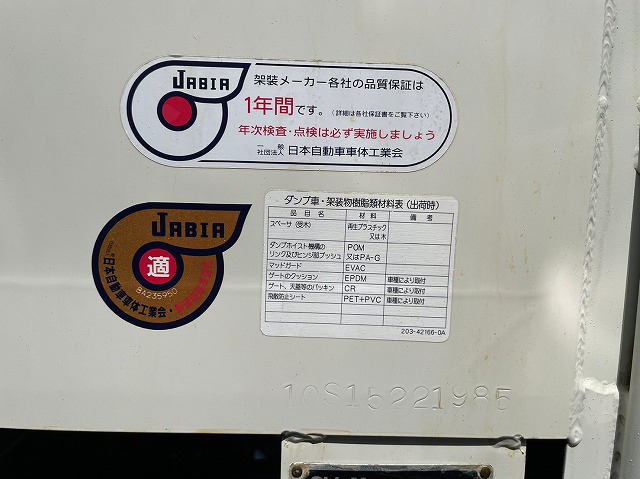 JABIA
架装メーカー各社の品質保証は
1年間です。(詳細は各社保証書をご覧下さい)
年次検査・点検は必ず実施しましょう
一般社団法人 日本自動車車体工業会
JABIA
適
BA235950
日本自動車車体工業会・
ダンプ車・架装物樹脂類材料表(出荷時)
品目名 材料 備考
スペーサ(受木) 再生プラスチック又は木
ダンプホイスト機構のリンク及びヒンジ部ブッシュ POM又はPA-G
マッドガード EVAC
ゲートのクッション EPDM 車種により取付
ゲート、天蓋等のパッキン CR 車種により取付
飛散防止シート PET+PVC 車種により取付
203-42166-0A
10S15221985